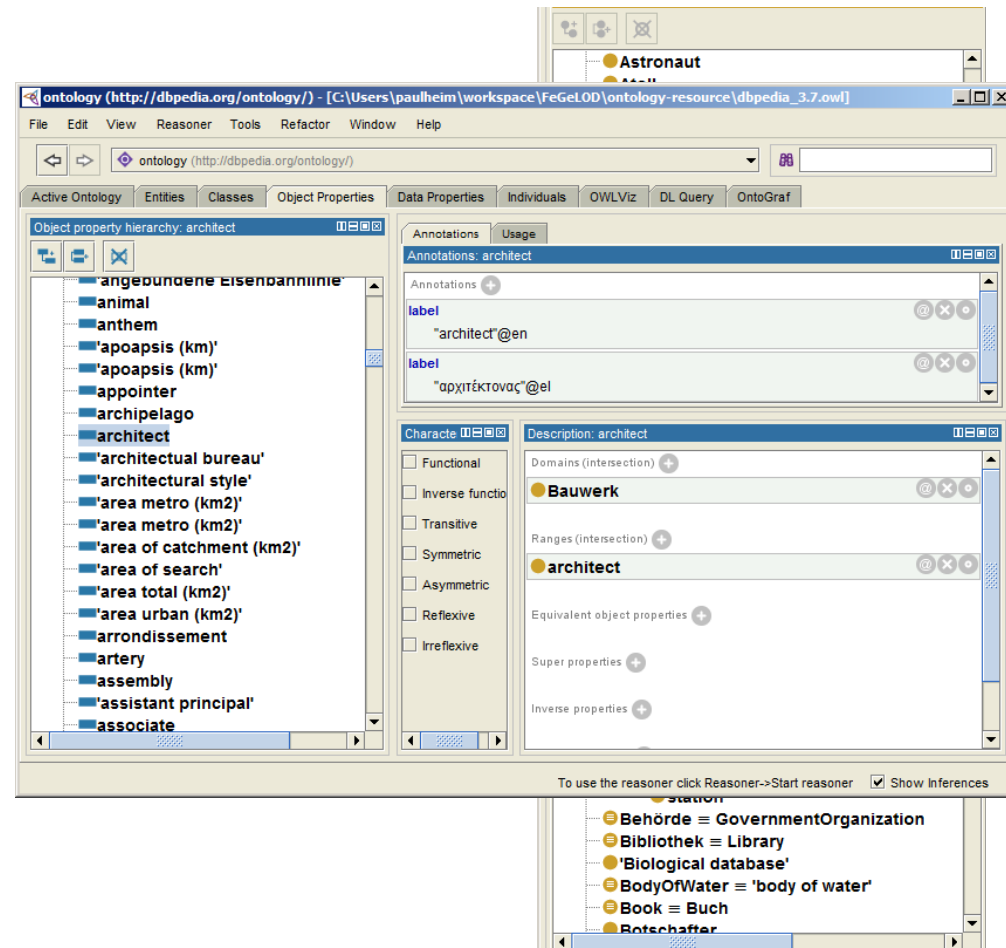 Astronaut
ontology (http://dbpedia.org/ontology/) - [C:\Users\paulheim\workspace\FeGeLOD\ontology-resource\dbpedia_3.7.owl]
File Edit View Reasoner Tools Refactor Window Help
ontology (http://dbpedia.org/ontology/)
Active Ontology Entities Classes Object Properties Data Properties Individuals OWLViz DL Query OntoGraf
Object property hierarchy: architect
'angebundene Eisenbahnlinie'
animal
anthem
'apoapsis (km)'
'apoapsis (km)'
appointer
archipelago
architect
'architectual bureau'
'architectural style'
'area metro (km2)'
'area metro (km2)'
'area of catchment (km2)'
'area of search'
'area total (km2)'
'area urban (km2)'
arrondissement
artery
assembly
'assistant principal'
associate
Annotations Usage
Annotations: architect
Annotations
label
"architect"@en
label
"αρχιτέκτονας"@el
Characte
Functional
Inverse functio
Transitive
Symmetric
Asymmetric
Reflexive
Irreflexive
Description: architect
Domains (intersection)
Bauwerk
Ranges (intersection)
architect
Equivalent object properties
Super properties
Inverse properties
To use the reasoner click Reasoner->Start reasoner Show Inferences
station
Behörde ≡ GovernmentOrganization
Bibliothek ≡ Library
'Biological database'
BodyOfWater ≡ 'body of water'
Book ≡ Buch
Botschafter